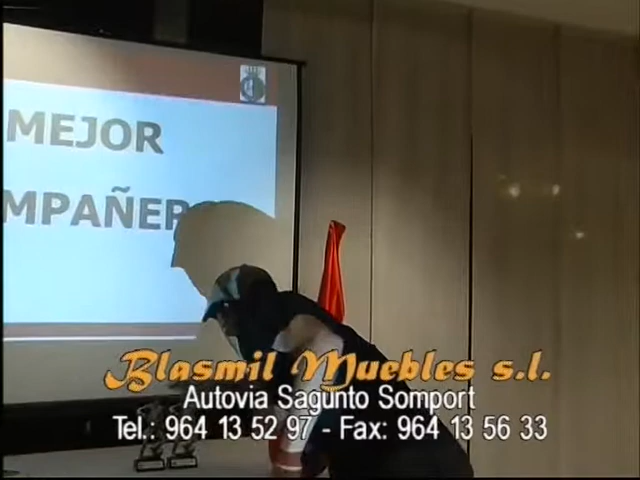 MEJOR
MPAÑER
Blasmil Muebles s.l.
Autovia Sagunto Somport
Tel.: 964 13 52 97 - Fax: 964 13 56 33